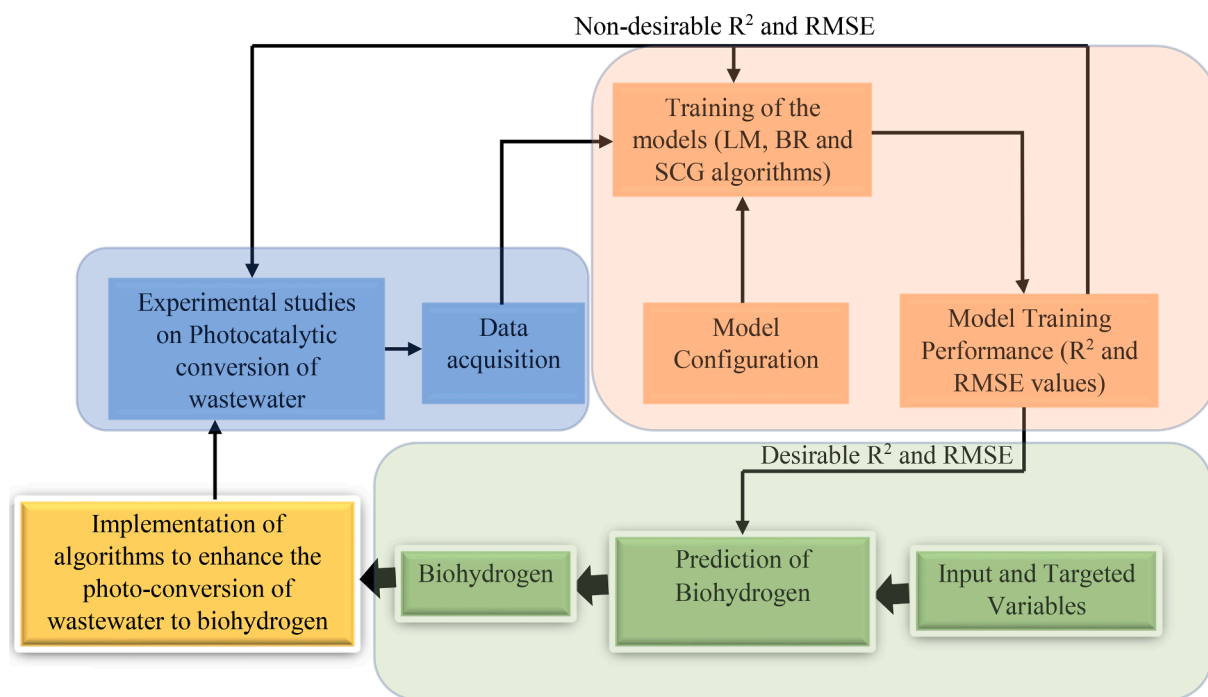 Non-desirable R² and RMSE
Training of the
models (LM, BR and
SCG algorithms)
Experimental studies
on Photocatalytic
conversion of
wastewater
Data
acquisition
Model
Configuration
Model Training
Performance (R² and
RMSE values)
Desirable R² and RMSE
Implementation of
algorithms to enhance the
photo-conversion of
wastewater to biohydrogen
Biohydrogen
Prediction of
Biohydrogen
Input and Targeted
Variables